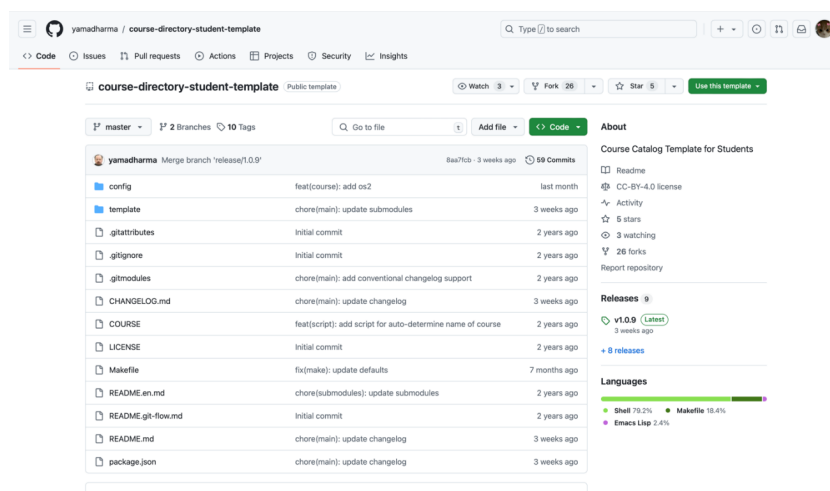 yamadharma / course-directory-student-template
Type / to search
Code Issues Pull requests Actions Projects Security Insights
course-directory-student-template Public template
Watch 3 Fork 26 Star 5 Use this template
master 2 Branches 10 Tags Go to file t Add file Code
yamadharma Merge branch 'release/1.0.9' 8aa7fcb · 3 weeks ago 59 Commits
config feat(course): add os2 last month
template chore(main): update submodules 3 weeks ago
.gitattributes Initial commit 2 years ago
.gitignore Initial commit 2 years ago
.gitmodules chore(main): add conventional changelog support 2 years ago
CHANGELOG.md chore(main): update changelog 3 weeks ago
COURSE feat(script): add script for auto-determine name of course 2 years ago
LICENSE Initial commit 2 years ago
Makefile fix(make): update defaults 7 months ago
README.en.md chore(submodules): update submodules 2 years ago
README.git-flow.md Initial commit 2 years ago
README.md chore(main): update changelog 3 weeks ago
package.json chore(main): update changelog 3 weeks ago
About
Course Catalog Template for Students
Readme
CC-BY-4.0 license
Activity
5 stars
3 watching
26 forks
Report repository
Releases 9
v1.0.9 Latest
3 weeks ago
+ 8 releases
Languages
Shell 79.2% Makefile 18.4%
Emacs Lisp 2.4%